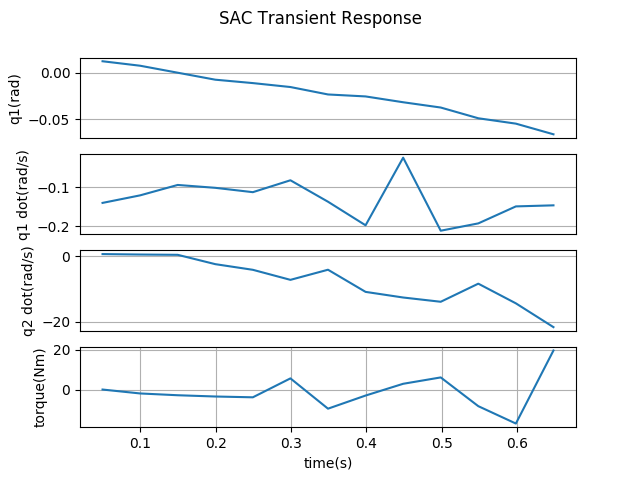 SAC Transient Response
q1(rad)
0.00
−0.05
q1 dot(rad/s)
−0.1
−0.2
q2 dot(rad/s)
0
−20
torque(Nm)
20
0
0.1 0.2 0.3 0.4 0.5 0.6
time(s)